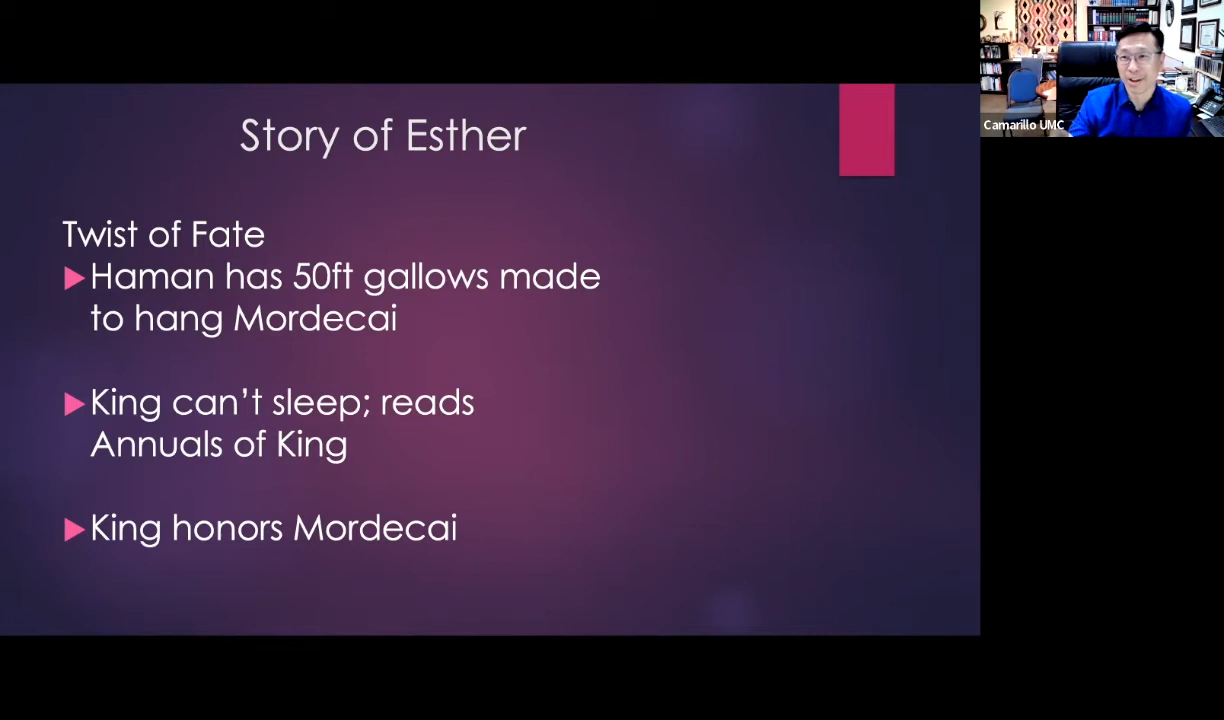 Story of Esther
Twist of Fate
Haman has 50ft gallows made
to hang Mordecai
King can't sleep; reads
Annuals of King
King honors Mordecai
Camarillo UMC